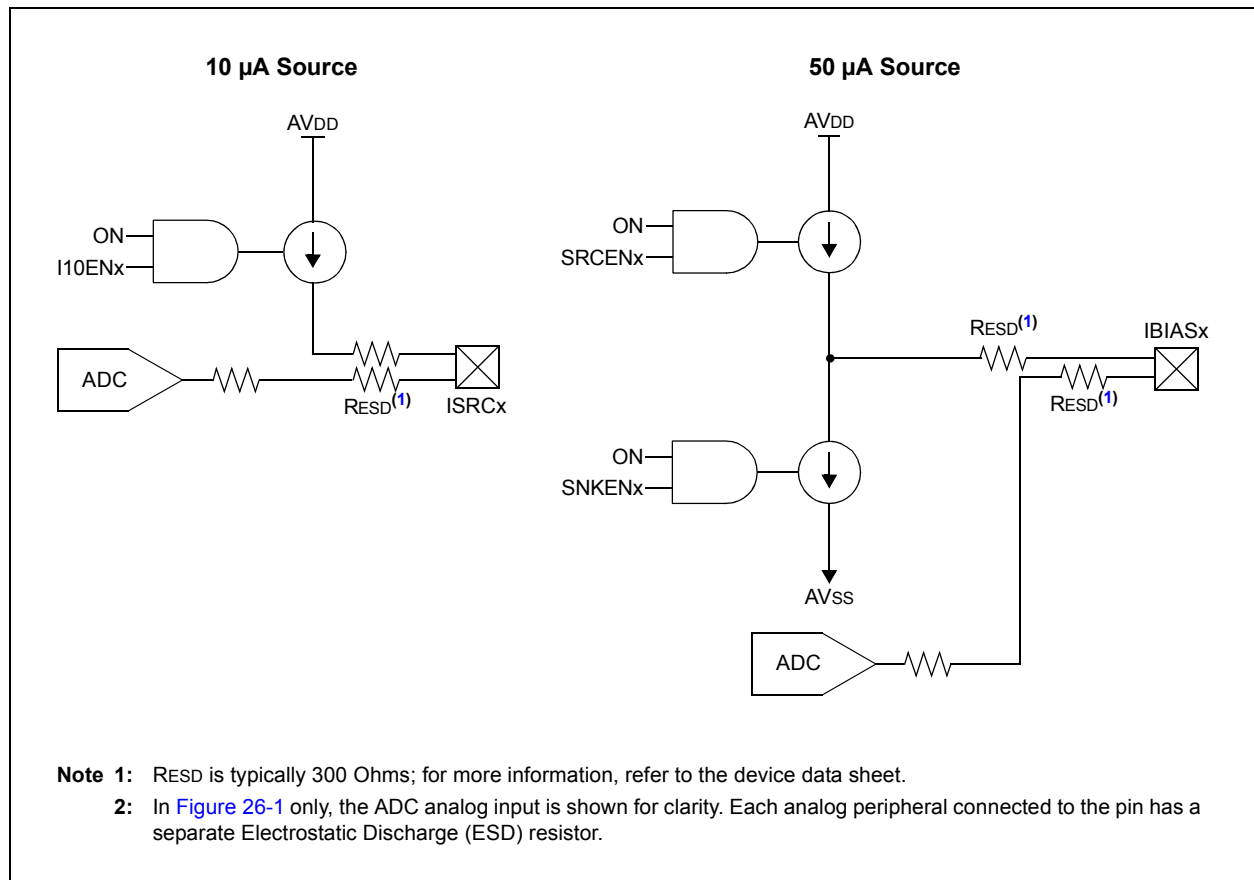 10 µA Source
AVDD
ON
I10ENx
ADC
RESD(1)
ISRCx
50 µA Source
AVDD
ON
SRCENx
RESD(1)
IBIASx
RESD(1)
ON
SNKENx
AVSS
ADC
Note 1: RESD is typically 300 Ohms; for more information, refer to the device data sheet.
2: In Figure 26-1 only, the ADC analog input is shown for clarity. Each analog peripheral connected to the pin has a
separate Electrostatic Discharge (ESD) resistor.